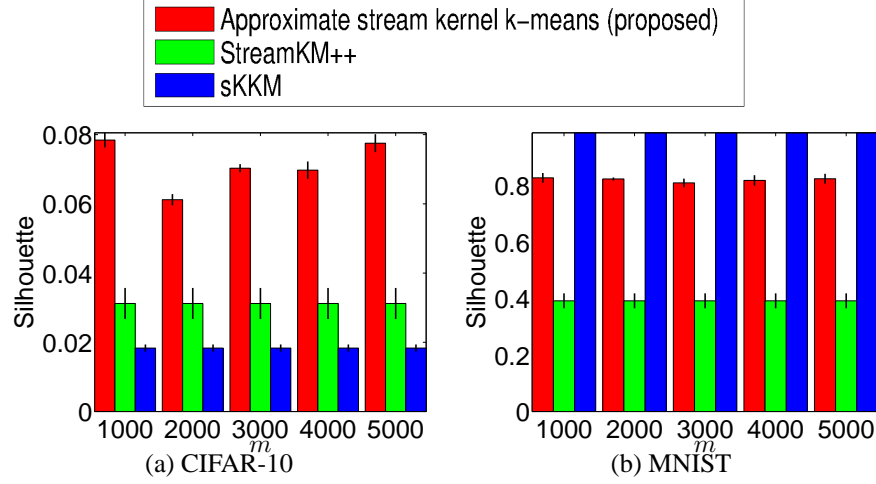 Approximate stream kernel k−means (proposed)
StreamKM++
sKKM
Silhouette
0.08
0.06
0.04
0.02
0
1000 2000 3000 4000 5000
m
(a) CIFAR-10
Silhouette
0.8
0.6
0.4
0.2
0
1000 2000 3000 4000 5000
m
(b) MNIST